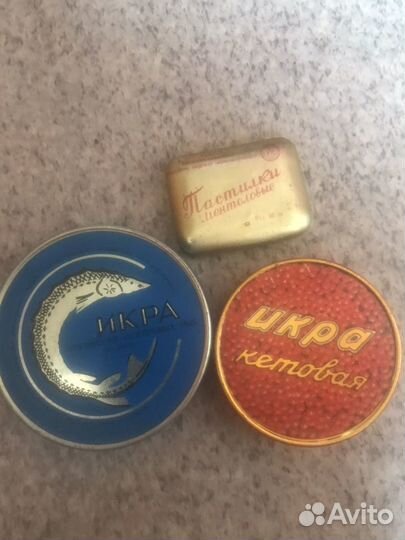 Пастилки
ментоловые
ИКРА
икра
кетовая
Avito